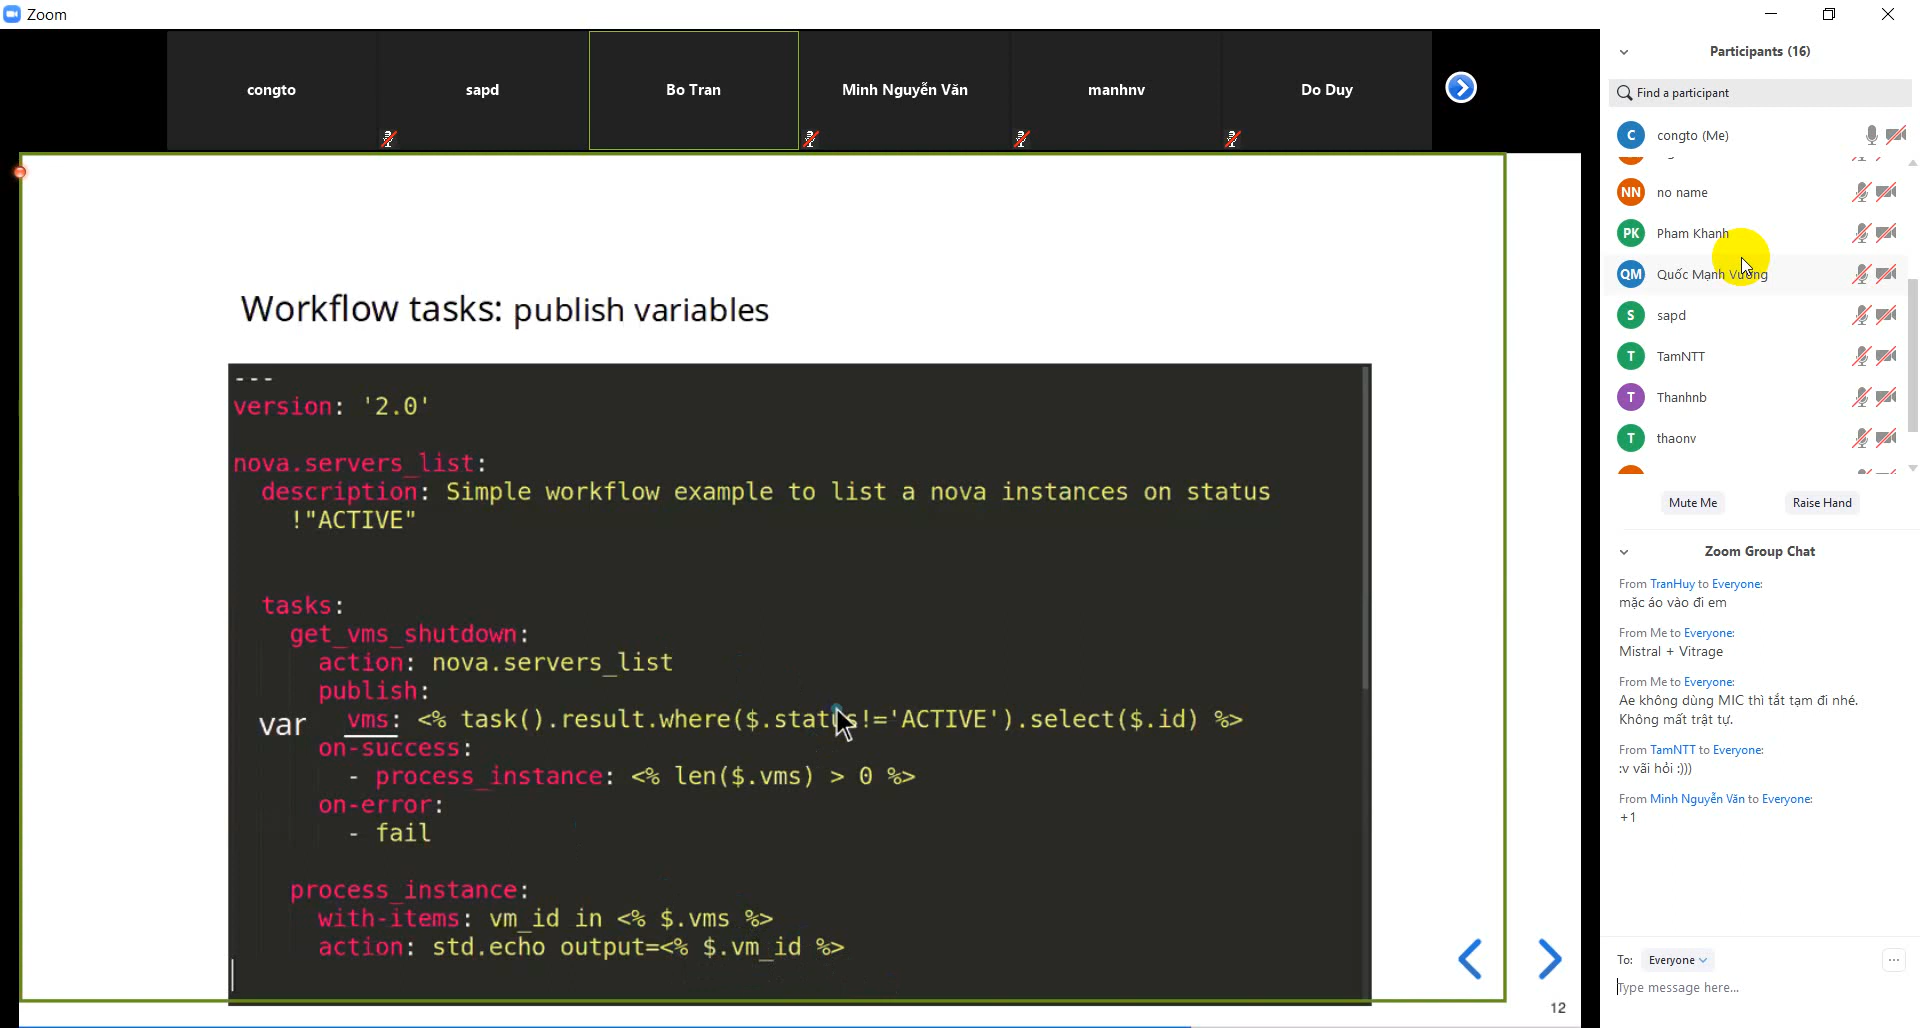 Zoom
congto
sapd
Bo Tran
Minh Nguyễn Văn
manhnv
Do Duy
Workflow tasks: publish variables
---
version: '2.0'
nova.servers_list:
description: Simple workflow example to list a nova instances on status
!"ACTIVE"
tasks:
get_vms_shutdown:
action: nova.servers_list
publish:
var vms: <% task().result.where($.status!='ACTIVE').select($.id) %>
on-success:
- process_instance: <% len($.vms) > 0 %>
on-error:
- fail
process_instance:
with-items: vm_id in <% $.vms %>
action: std.echo output=<% $.vm_id %>
12
Participants (16)
Find a participant
C congto (Me)
NN no name
PK Pham Khanh
QM Quốc Mạnh Vương
S sapd
T TamNTT
T Thanhnb
T thaonv
Mute Me
Raise Hand
Zoom Group Chat
From TranHuy to Everyone:
mặc áo vào đi em
From Me to Everyone:
Mistral + Vitrage
From Me to Everyone:
Ae không dùng MIC thì tắt tạm đi nhé.
Không mất trật tự.
From TamNTT to Everyone:
:v vãi hỏi :)))
From Minh Nguyễn Văn to Everyone:
+1
To: Everyone
...
Type message here...